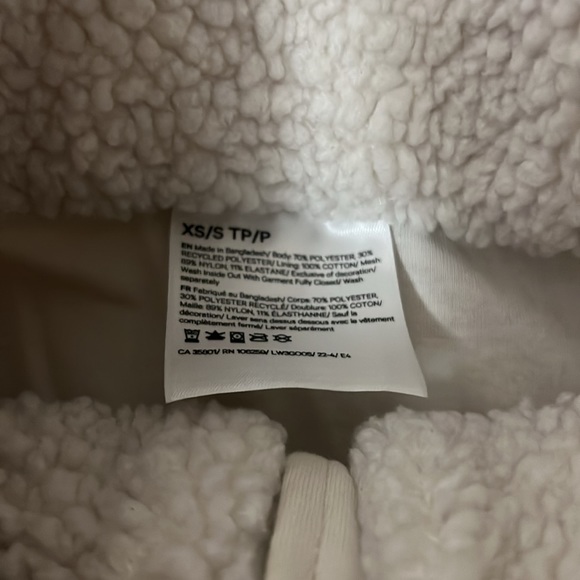 XS/S TP/P
EN Made in Bangladesh/ Body: 70% POLYESTER, 30%
RECYCLED POLYESTER/ Lining: 100% COTTON/ Mesh:
89% NYLON, 11% ELASTANE/ Exclusive of decoration/
Wash Inside Out With Garment Fully Closed/ Wash
separately
FR Fabriqué au Bangladesh/ Corps: 70% POLYESTER,
30% POLYESTER RECYCLÉ/ Doublure: 100% COTON/
Maille: 89% NYLON, 11% ÉLASTHANNE/ Sauf la
décoration/ Laver sens dessus dessous avec le vêtement
complètement fermé/ Laver séparément
CA 35801/ RN 106259/ LW3GO0S/ 22-4/ E4